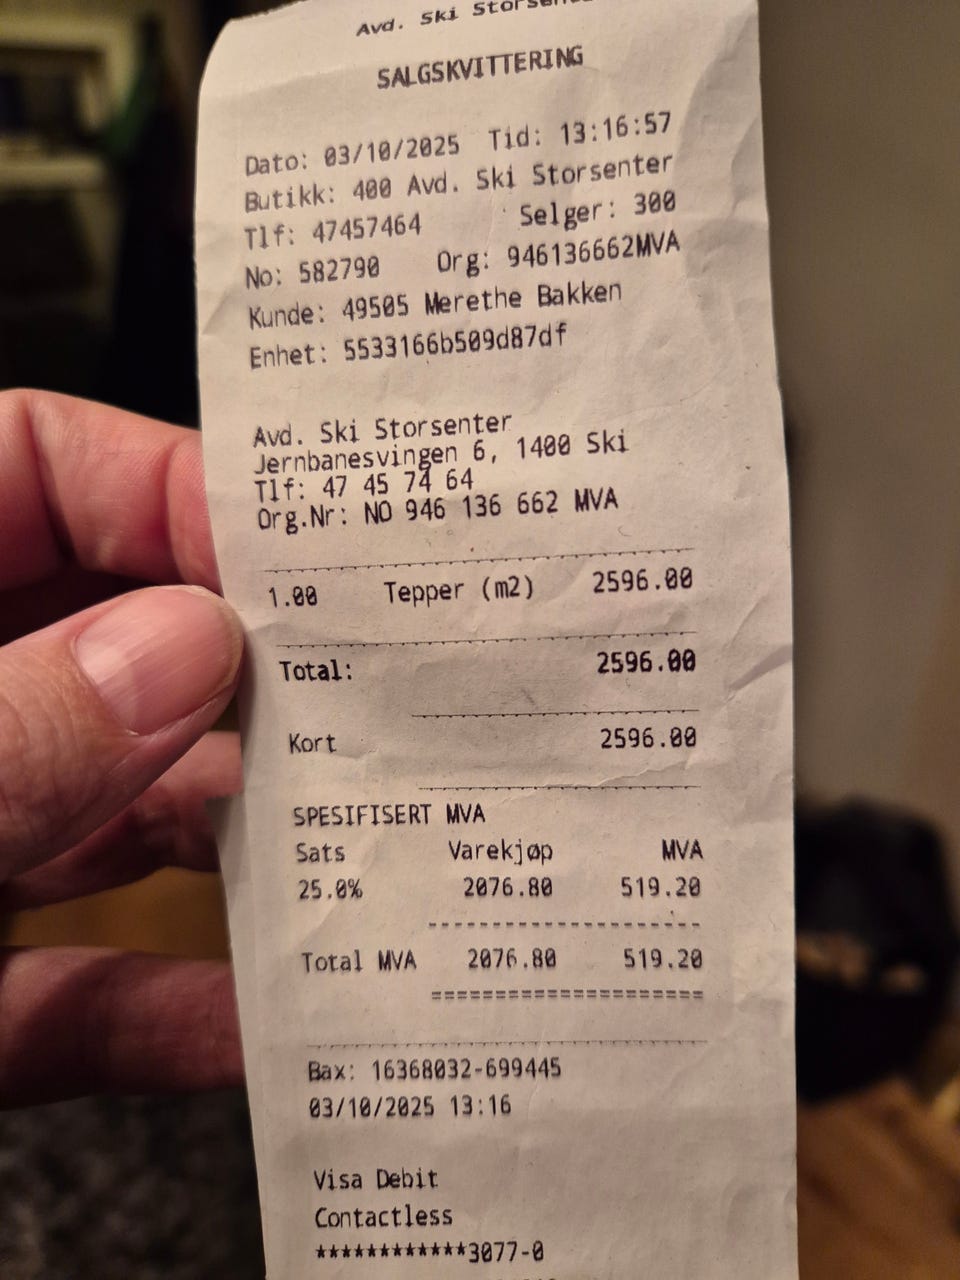 Avd. Ski Storsenter
SALGSKVITTERING
Dato: 03/10/2025 Tid: 13:16:57
Butikk: 400 Avd. Ski Storsenter
Tlf: 47457464 Selger: 300
No: 582790 Org: 946136662MVA
Kunde: 49505 Merethe Bakken
Enhet: 5533166b509d87df
Avd. Ski Storsenter
Jernbanesvingen 6, 1400 Ski
Tlf: 47 45 74 64
Org.Nr: NO 946 136 662 MVA
1.00 Tepper (m2) 2596.00
Total: 2596.00
Kort 2596.00
SPESIFISERT MVA
Sats Varekjøp MVA
25.0% 2076.80 519.20
Total MVA 2076.80 519.20
Bax: 16368032-699445
03/10/2025 13:16
Visa Debit
Contactless
************3077-0